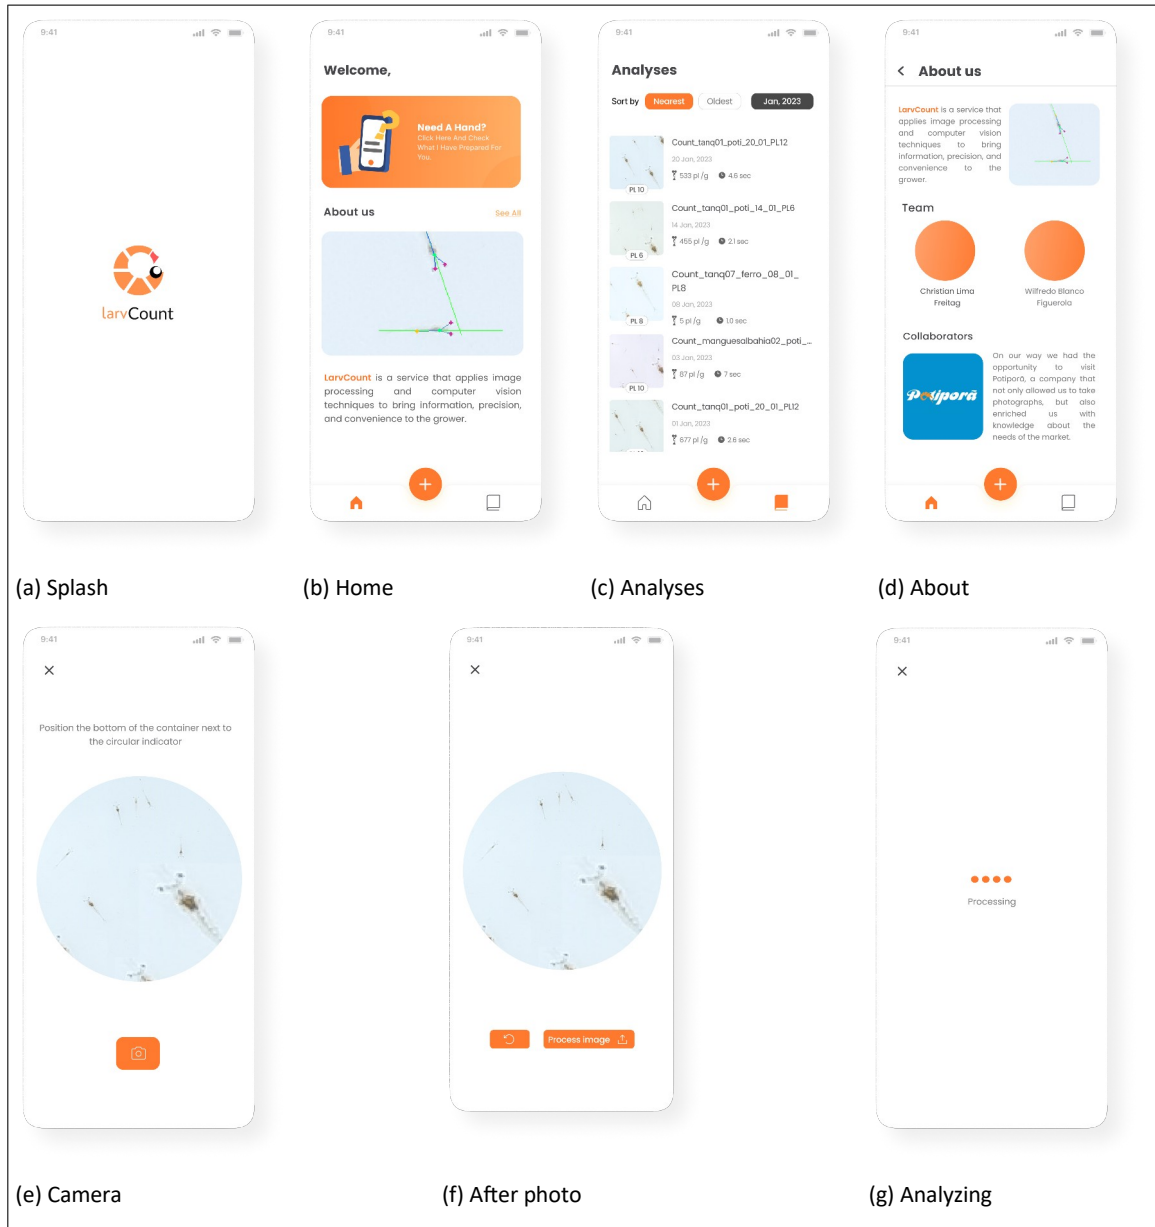 9:41
larvCount
(a) Splash
9:41
Welcome,
Need A Hand?
Click Here And Check
What I Have Prepared For
You.
About us
See All
LarvCount is a service that applies image
processing and computer vision
techniques to bring information, precision,
and convenience to the grower.
(b) Home
9:41
Analyses
Sort by
Nearest
Oldest
Jan, 2023
Count_tanq01_poti_20_01_PL12
20 Jan, 2023
533 pl /g
4.6 sec
PL 10
Count_tanq01_poti_14_01_PL6
14 Jan, 2023
455 pl /g
2.1 sec
PL 6
Count_tanq07_ferro_08_01_
PL8
08 Jan, 2023
5 pl /g
1.0 sec
PL 8
Count_manguesalbahia02_poti_...
03 Jan, 2023
87 pl /g
7 sec
PL 10
Count_tanq01_poti_20_01_PL12
01 Jan, 2023
677 pl /g
2.6 sec
(c) Analyses
9:41
About us
LarvCount is a service that
applies image processing
and computer vision
techniques to bring
information, precision, and
convenience to the
grower.
Team
Christian Lima
Freitag
Wilfredo Blanco
Figuerola
Collaborators
Potiporã
On our way we had the
opportunity to visit
Potiporã, a company that
not only allowed us to take
photographs, but also
enriched us with
knowledge about the
needs of the market.
(d) About
9:41
Position the bottom of the container next to
the circular indicator
(e) Camera
9:41
Process image
(f) After photo
9:41
Processing
(g) Analyzing